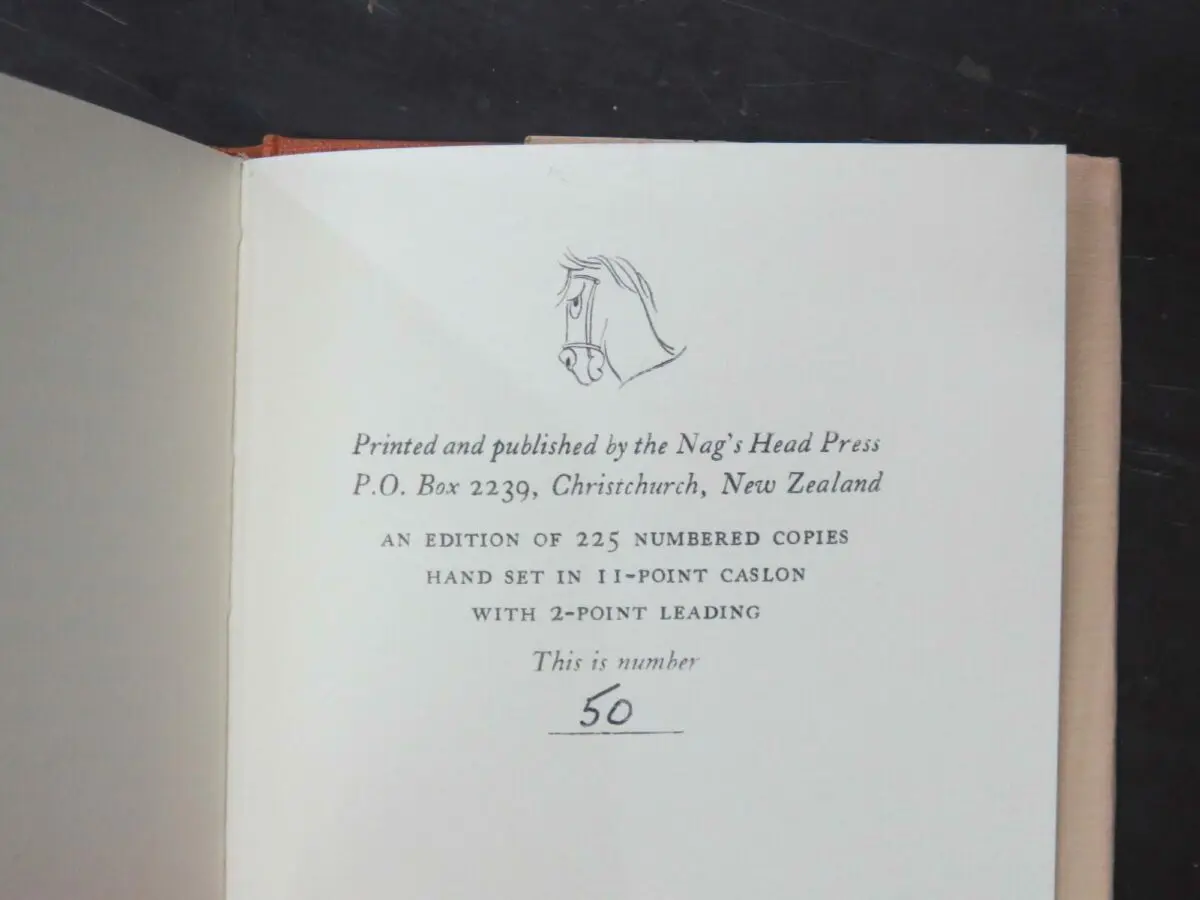 Printed and published by the Nag's Head Press
P.O. Box 2239, Christchurch, New Zealand
AN EDITION OF 225 NUMBERED COPIES
HAND SET IN 11-POINT CASLON
WITH 2-POINT LEADING
This is number
50